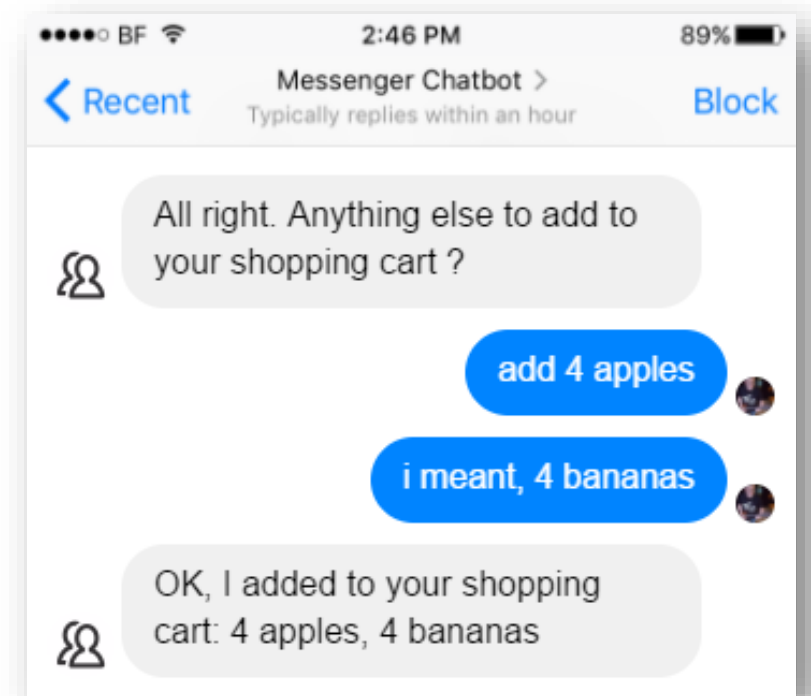 BF 2:46 PM 89%
Recent Messenger Chatbot > Block
Typically replies within an hour
All right. Anything else to add to
your shopping cart ?
add 4 apples
i meant, 4 bananas
OK, I added to your shopping
cart: 4 apples, 4 bananas